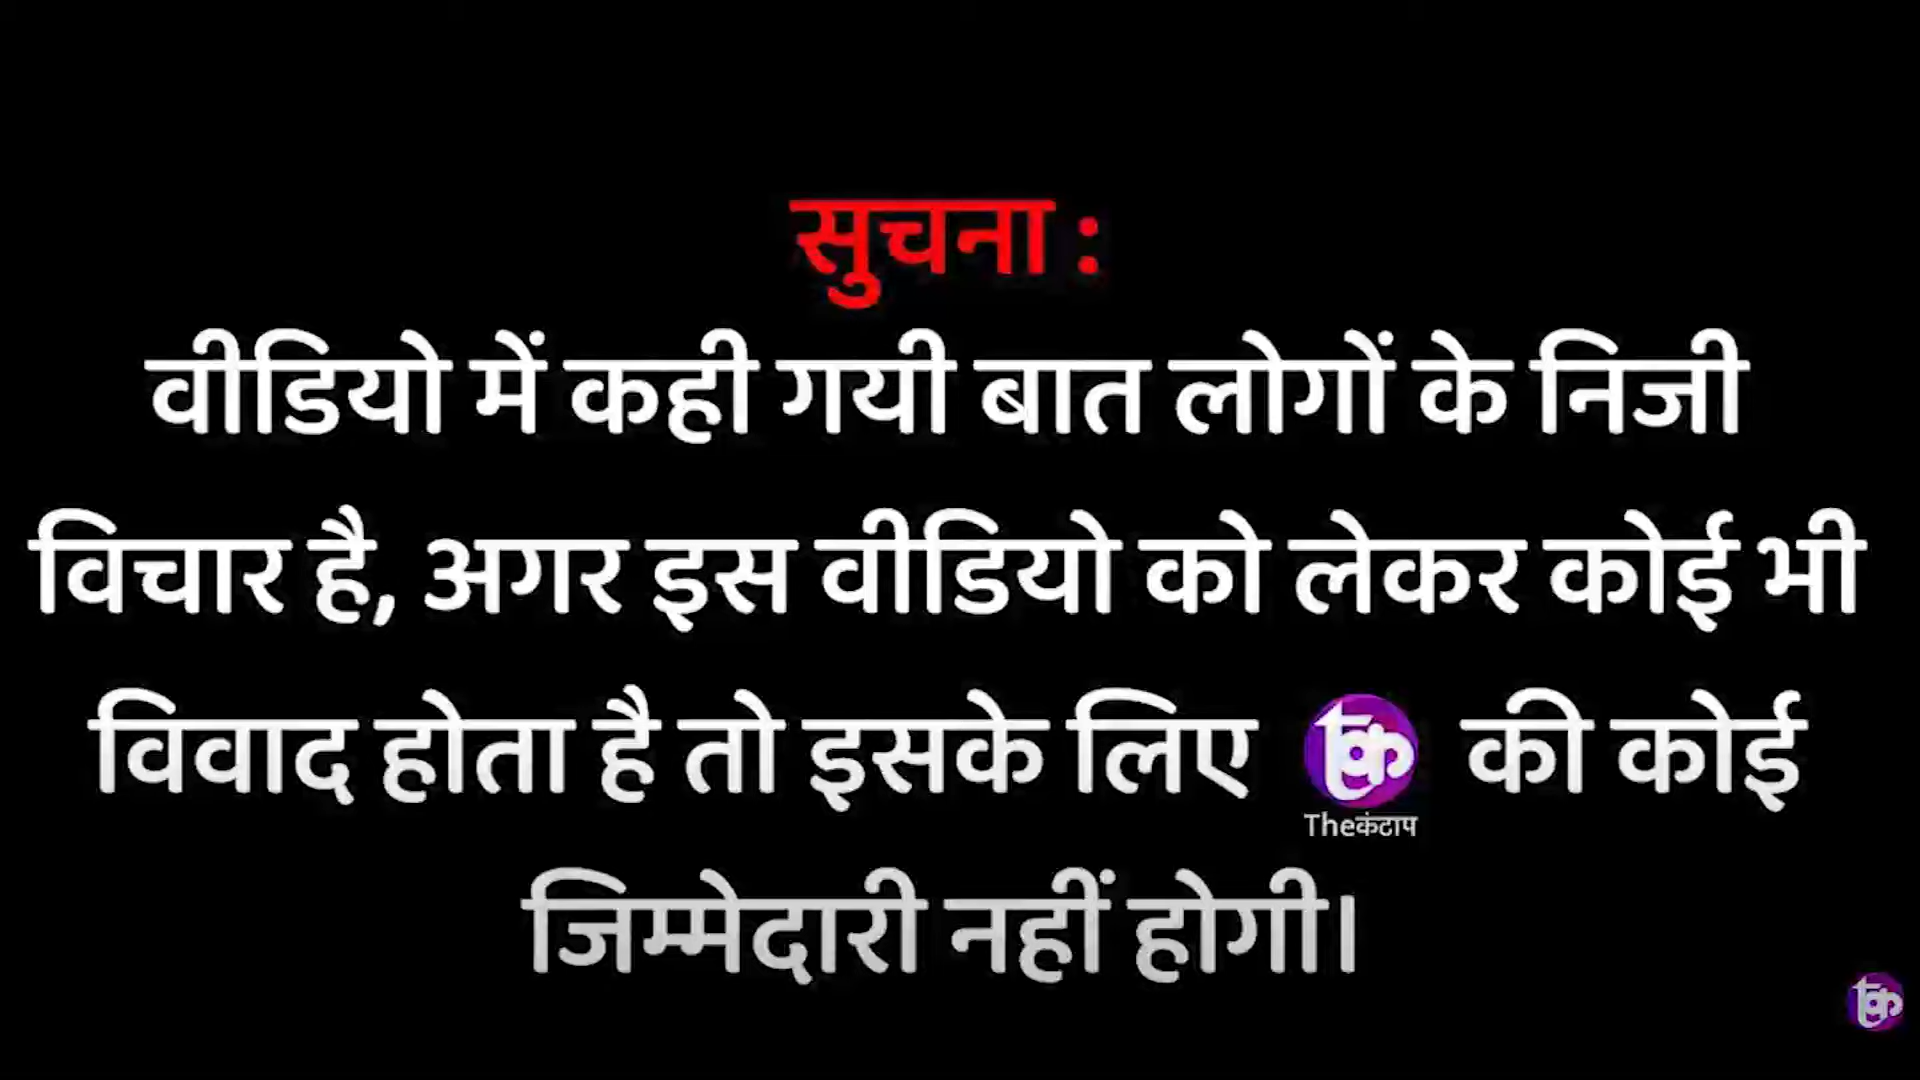 सुचना :
वीडियो में कही गयी बात लोगों के निजी
विचार है, अगर इस वीडियो को लेकर कोई भी
विवाद होता है तो इसके लिए क की कोई
Theकंटाप
जिम्मेदारी नहीं होगी।